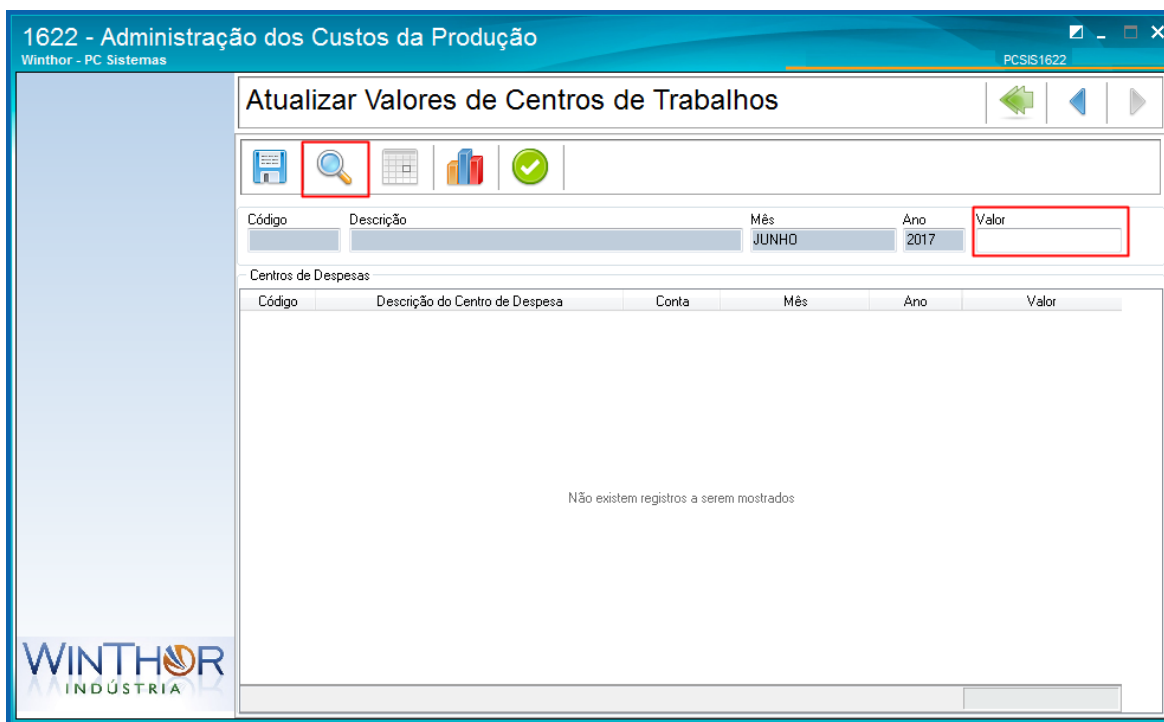 1622 - Administração dos Custos da Produção
Winthor - PC Sistemas
PCSIS1622
Atualizar Valores de Centros de Trabalhos
Código Descrição Mês Ano Valor
JUNHO 2017
Centros de Despesas
Código Descrição do Centro de Despesa Conta Mês Ano Valor
Não existem registros a serem mostrados
WINTHOR
INDÚSTRIA